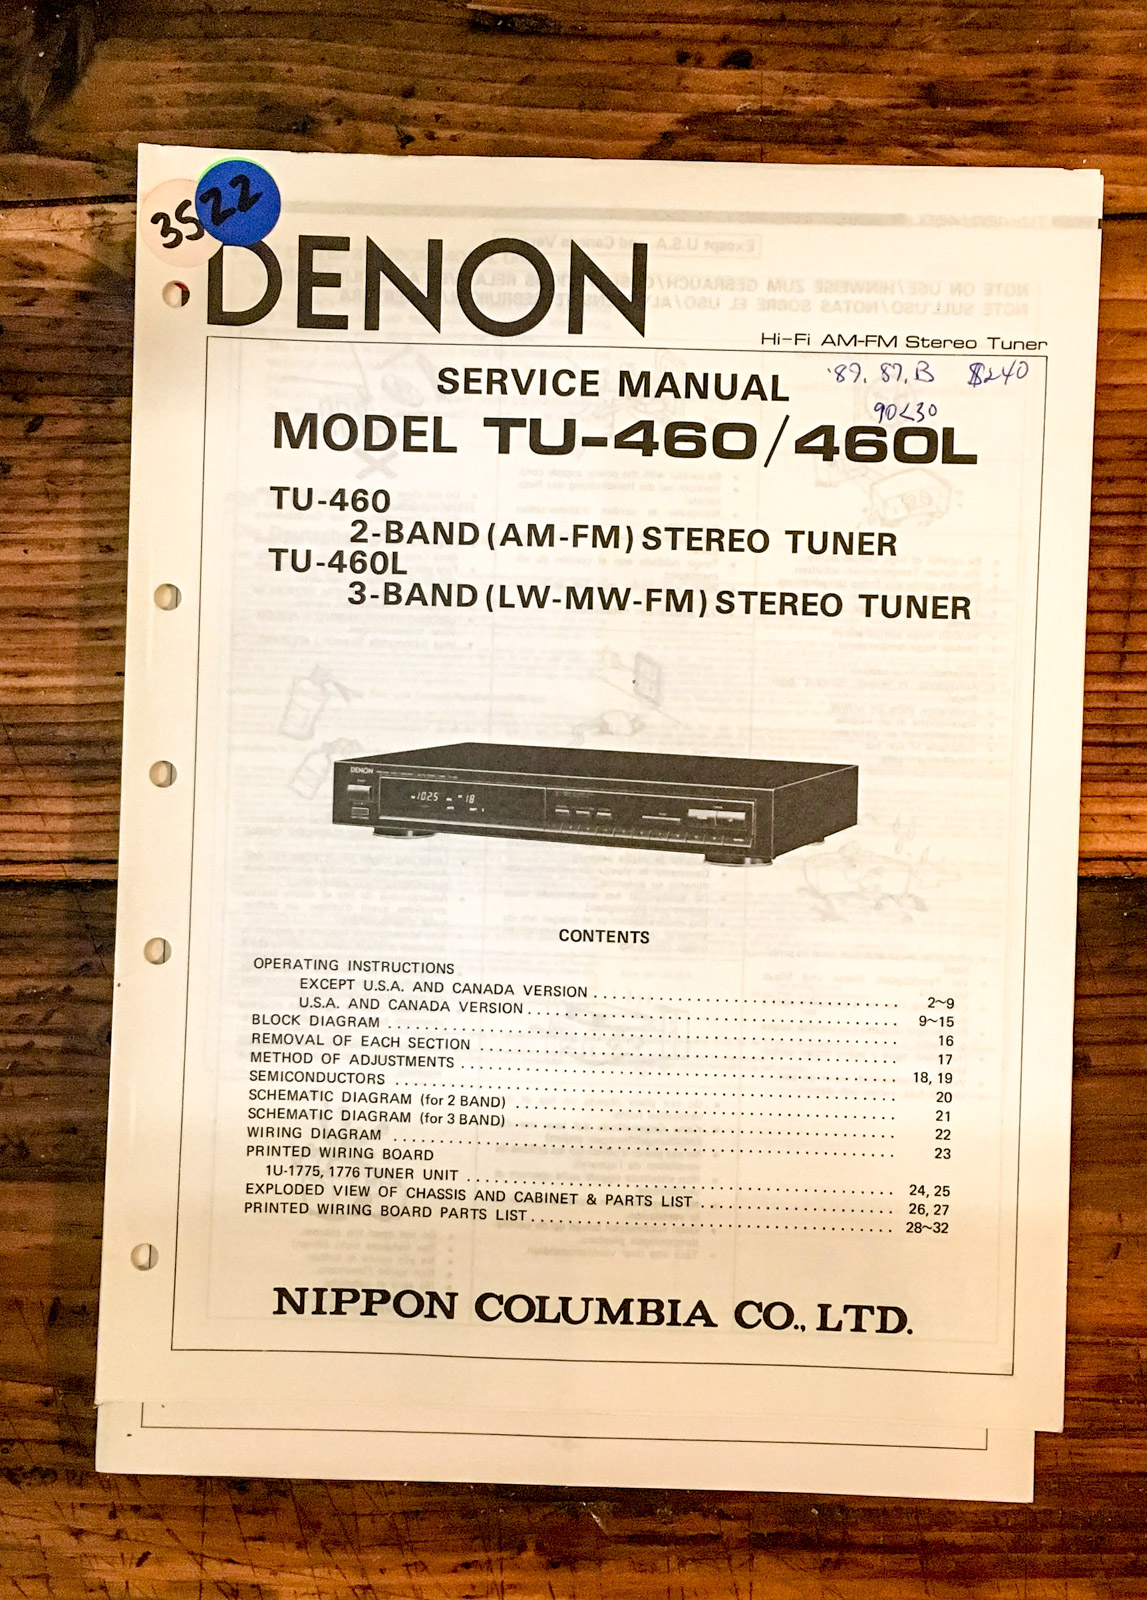 35
22
DENON
Hi-Fi AM-FM Stereo Tuner
SERVICE MANUAL
'89, 87, B $240
90<30
MODEL TU-460/460L
TU-460
2-BAND (AM-FM) STEREO TUNER
TU-460L
3-BAND (LW-MW-FM) STEREO TUNER
DENON
1025 18
CONTENTS
OPERATING INSTRUCTIONS
EXCEPT U.S.A. AND CANADA VERSION 2~9
U.S.A. AND CANADA VERSION 9~15
BLOCK DIAGRAM 16
REMOVAL OF EACH SECTION 17
METHOD OF ADJUSTMENTS 18, 19
SEMICONDUCTORS 20
SCHEMATIC DIAGRAM (for 2 BAND) 21
SCHEMATIC DIAGRAM (for 3 BAND) 22
WIRING DIAGRAM 23
PRINTED WIRING BOARD
1U-1775, 1776 TUNER UNIT 24, 25
EXPLODED VIEW OF CHASSIS AND CABINET & PARTS LIST 26, 27
PRINTED WIRING BOARD PARTS LIST 28~32
NIPPON COLUMBIA CO., LTD.